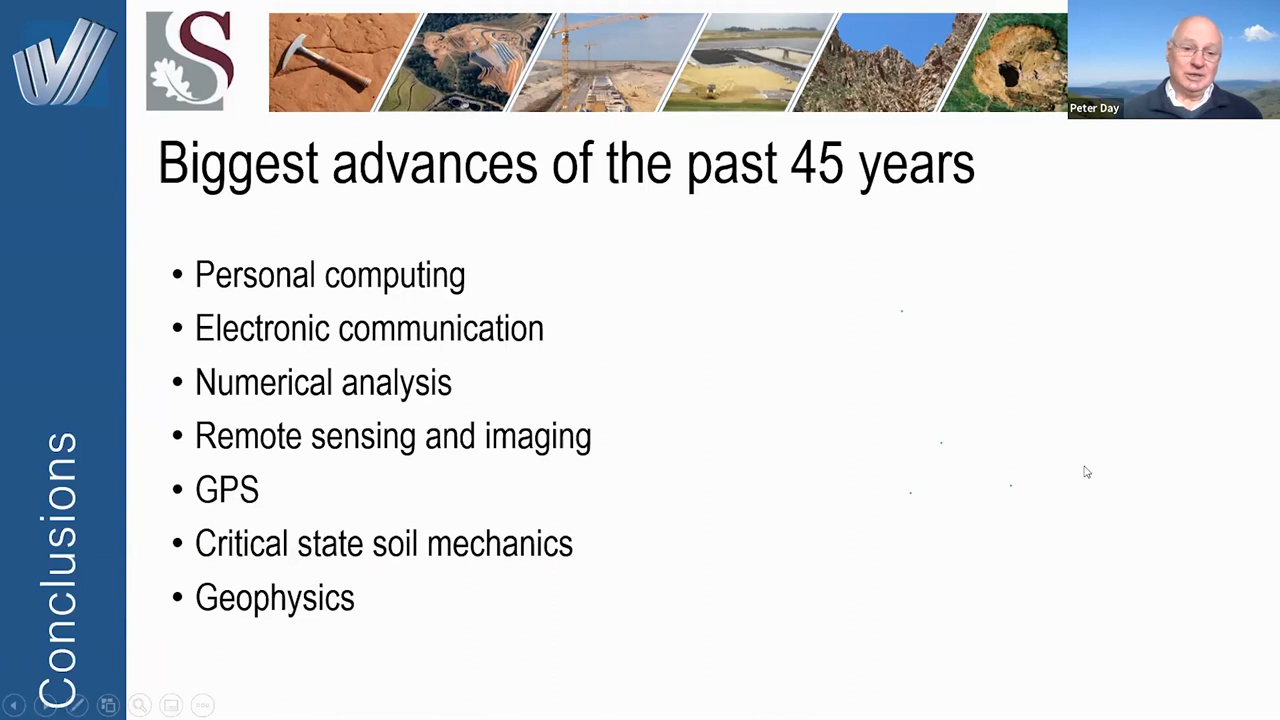 S
Peter Day
Biggest advances of the past 45 years
• Personal computing
• Electronic communication
• Numerical analysis
• Remote sensing and imaging
• GPS
• Critical state soil mechanics
• Geophysics
Conclusions